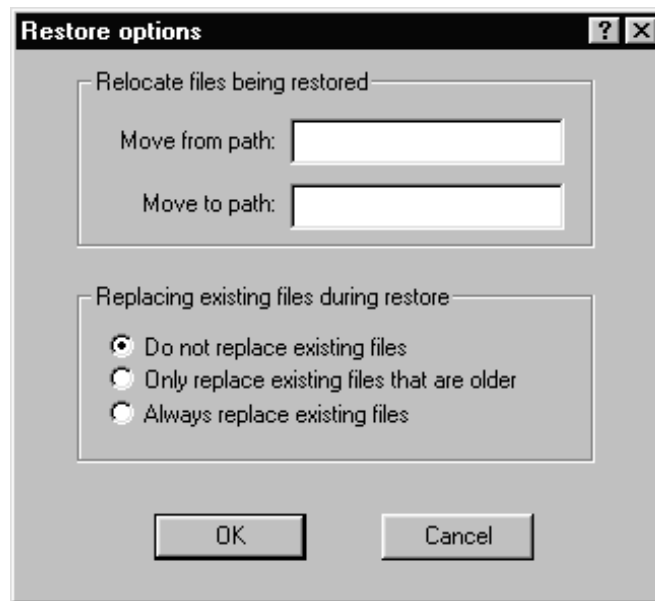 Restore options
Relocate files being restored
Move from path:
Move to path:
Replacing existing files during restore
Do not replace existing files
Only replace existing files that are older
Always replace existing files
OK Cancel